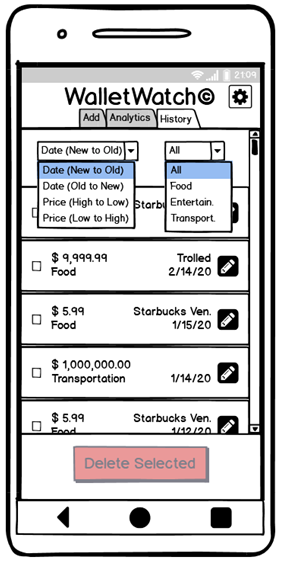 21:09
WalletWatch©
Add Analytics History
Date (New to Old) All
Date (New to Old) All
Date (Old to New) Food
Price (High to Low) Entertain.
Price (Low to High) Transport.
$ 9,999.99 Trolled
Food 2/14/20
$ 5.99 Starbucks Ven.
Food 1/15/20
$ 1,000,000.00
Transportation 1/14/20
$ 5.99 Starbucks Ven.
Food 1/12/20
Delete Selected